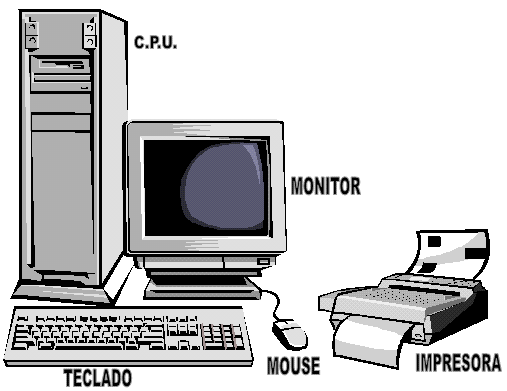 C.P.U.
MONITOR
IMPRESORA
MOUSE
TECLADO